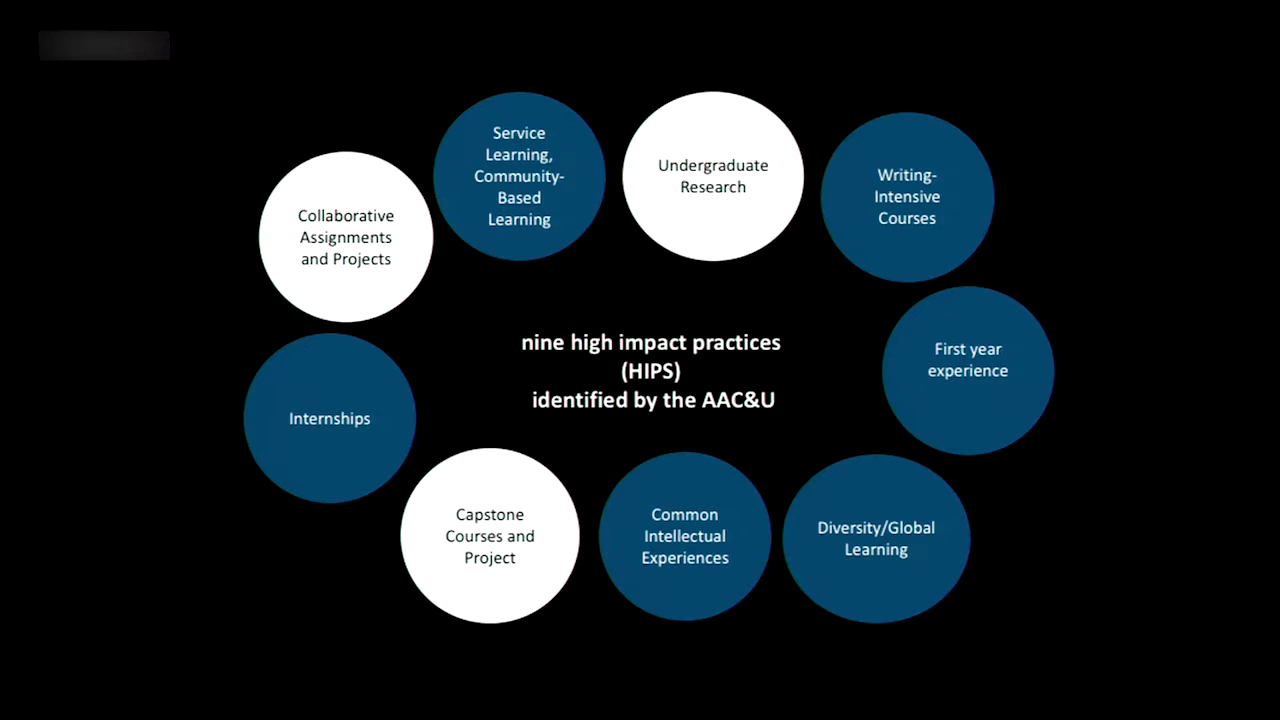 Service
Learning,
Community-
Based
Learning
Undergraduate
Research
Writing-
Intensive
Courses
Collaborative
Assignments
and Projects
nine high impact practices
(HIPS)
identified by the AAC&U
First year
experience
Internships
Capstone
Courses and
Project
Common
Intellectual
Experiences
Diversity/Global
Learning